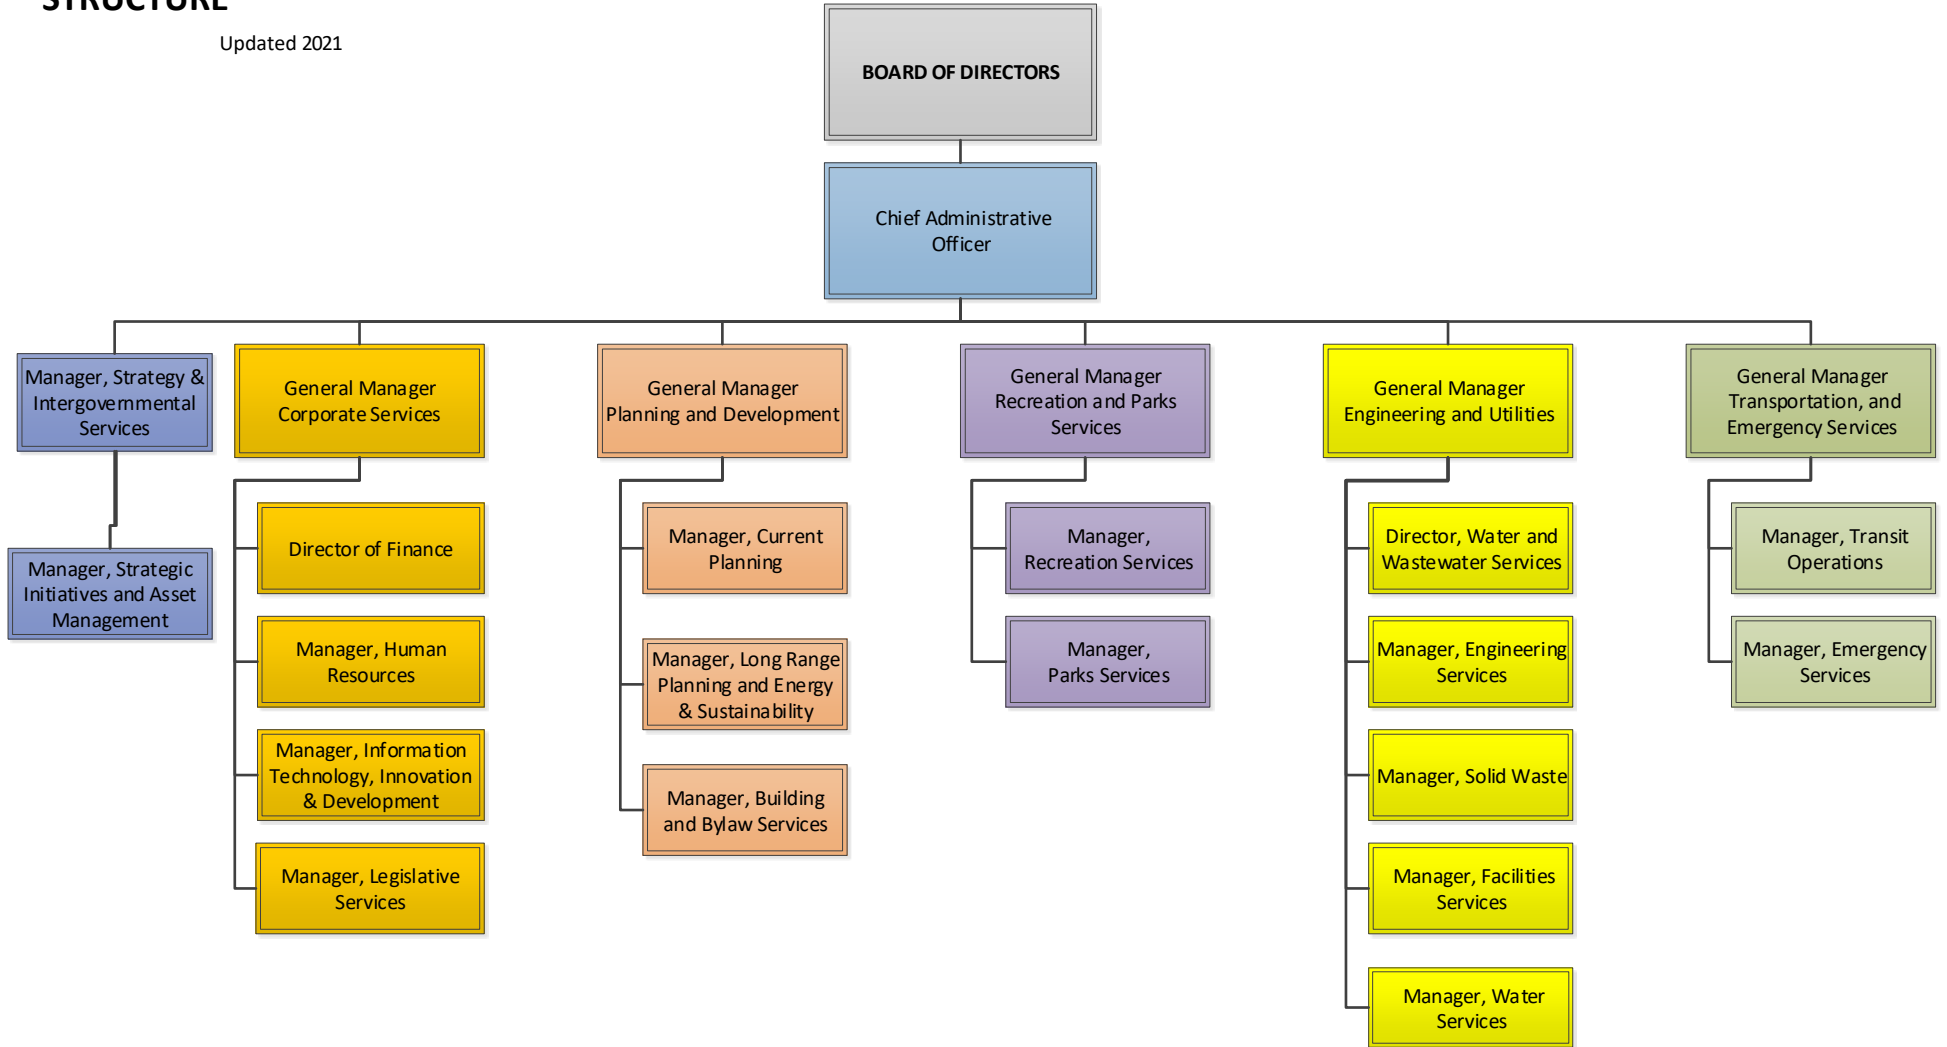 STRUCTURE
Updated 2021
BOARD OF DIRECTORS
Chief Administrative
Officer
Manager, Strategy &
Intergovernmental
Services
General Manager
Corporate Services
General Manager
Planning and Development
General Manager
Recreation and Parks
Services
General Manager
Engineering and Utilities
General Manager
Transportation, and
Emergency Services
Manager, Strategic
Initiatives and Asset
Management
Director of Finance
Manager, Human
Resources
Manager, Information
Technology, Innovation
& Development
Manager, Legislative
Services
Manager, Current
Planning
Manager, Long Range
Planning and Energy
& Sustainability
Manager, Building
and Bylaw Services
Manager,
Recreation Services
Manager,
Parks Services
Director, Water and
Wastewater Services
Manager, Engineering
Services
Manager, Solid Waste
Manager, Facilities
Services
Manager, Water
Services
Manager, Transit
Operations
Manager, Emergency
Services